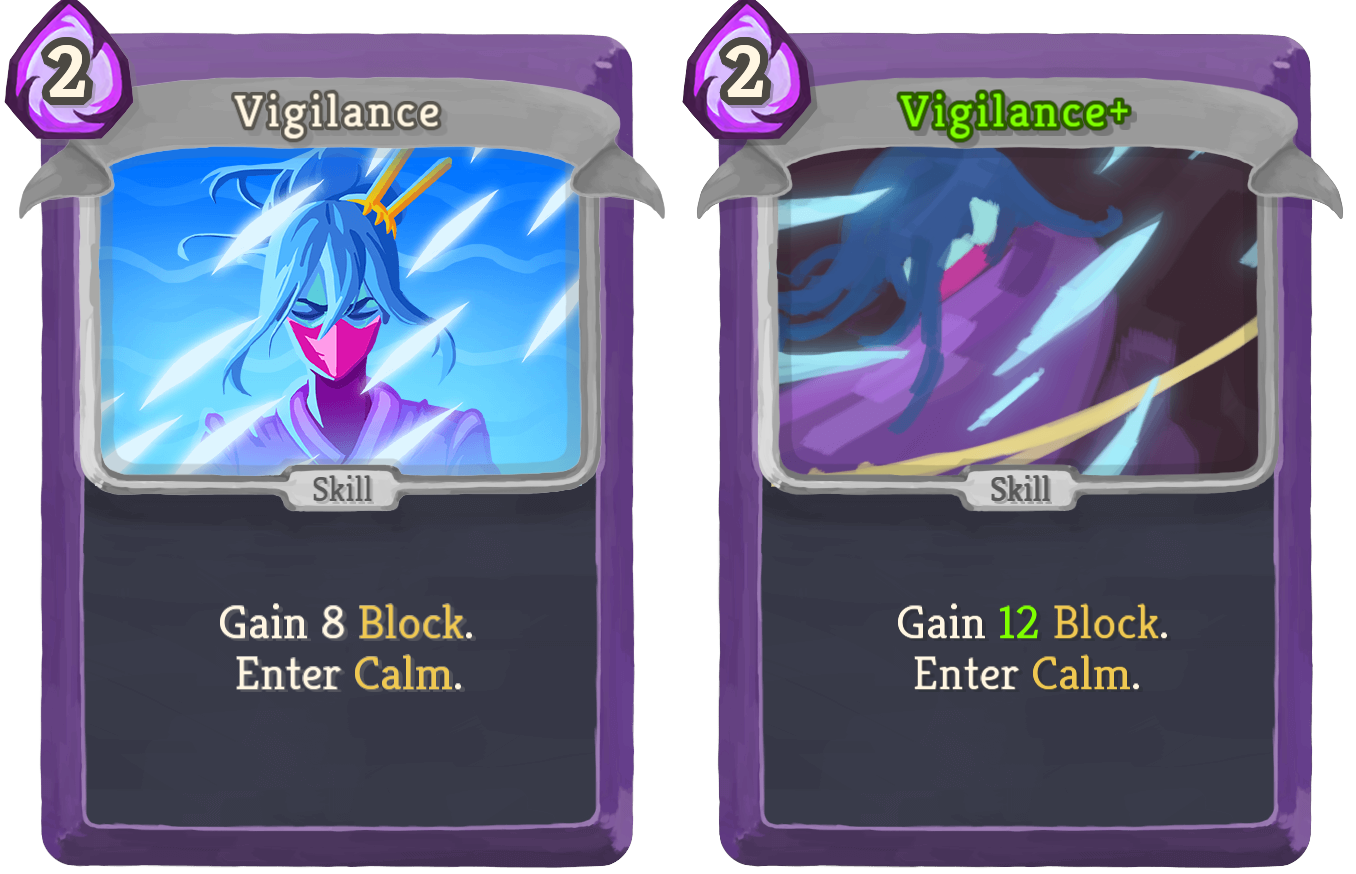 2
Vigilance
Skill
Gain 8 Block.
Enter Calm.
2
Vigilance+
Skill
Gain 12 Block.
Enter Calm.